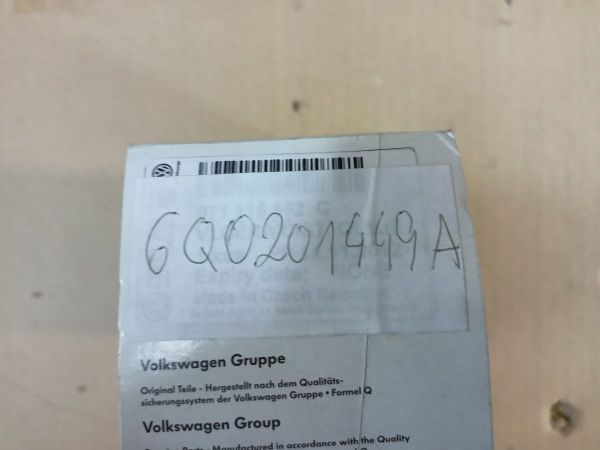 6Q0201449A
Expiry date:
Made in Czech Republic
Volkswagen Gruppe
Original Teile - Hergestellt nach dem Qualitäts-
sicherungssystem der Volkswagen Gruppe • Formel Q
Volkswagen Group
Parts - Manufactured in accordance with the Quality